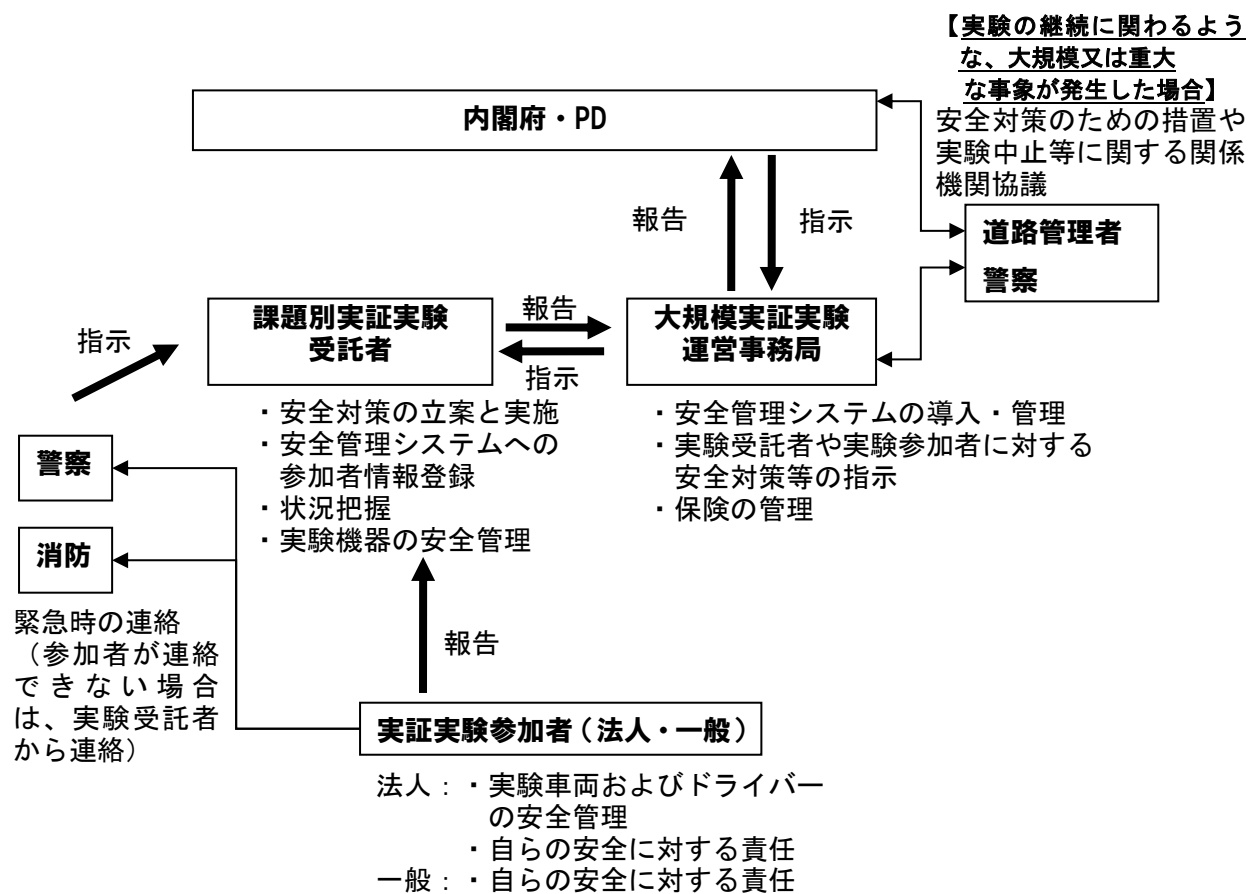 【実験の継続に関わるよう
な、大規模又は重大
な事象が発生した場合】
安全対策のための措置や
実験中止等に関する関係
機関協議
内閣府・PD
報告
指示
道路管理者
警察
課題別実証実験
受託者
報告
指示
大規模実証実験
運営事務局
指示
・安全対策の立案と実施
・安全管理システムへの
参加者情報登録
・状況把握
・実験機器の安全管理
・安全管理システムの導入・管理
・実験受託者や実験参加者に対する
安全対策等の指示
・保険の管理
警察
消防
緊急時の連絡
（参加者が連絡
できない場合
は、実験受託者
から連絡）
報告
実証実験参加者（法人・一般）
法人：・実験車両およびドライバー
の安全管理
・自らの安全に対する責任
一般：・自らの安全に対する責任